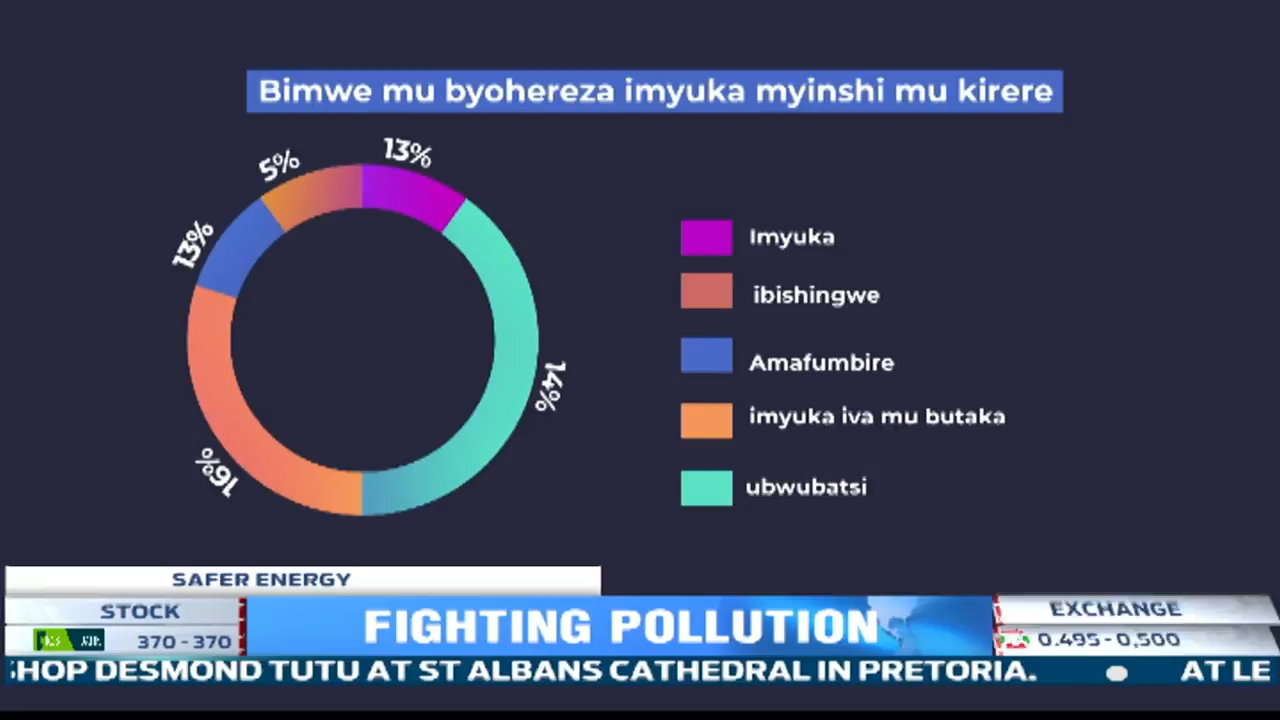 Bimwe mu byohereza imyuka myinshi mu kirere
5%
13%
13%
14%
16%
Imyuka
ibishingwe
Amafumbire
imyuka iva mu butaka
ubwubatsi
SAFER ENERGY
STOCK
370 - 370
FIGHTING POLLUTION
EXCHANGE
0.495 - 0,500
HOP DESMOND TUTU AT ST ALBANS CATHEDRAL IN PRETORIA.
AT LE